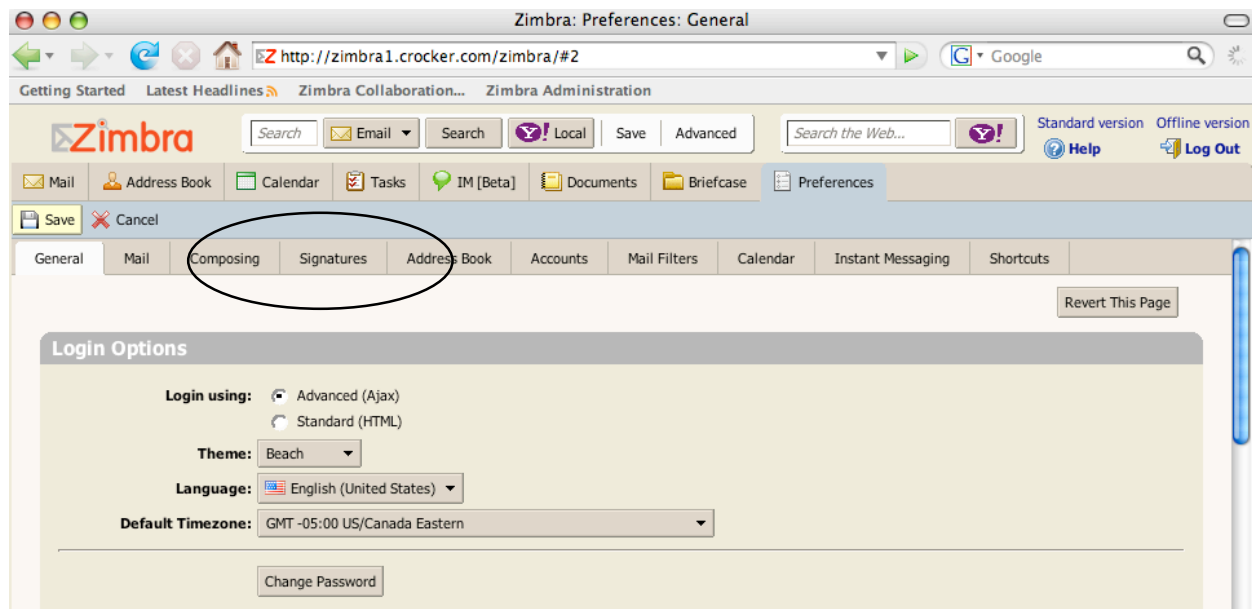 Zimbra: Preferences: General
Z http://zimbra1.crocker.com/zimbra/#2 G Google
Getting Started Latest Headlines Zimbra Collaboration... Zimbra Administration
Zimbra Search Email Search Y! Local Save Advanced Search the Web... Y! Standard version Offline version
Help Log Out
Mail Address Book Calendar Tasks IM [Beta] Documents Briefcase Preferences
Save Cancel
General Mail Composing Signatures Address Book Accounts Mail Filters Calendar Instant Messaging Shortcuts
Revert This Page
Login Options
Login using: Advanced (Ajax)
Standard (HTML)
Theme: Beach
Language: English (United States)
Default Timezone: GMT -05:00 US/Canada Eastern
Change Password